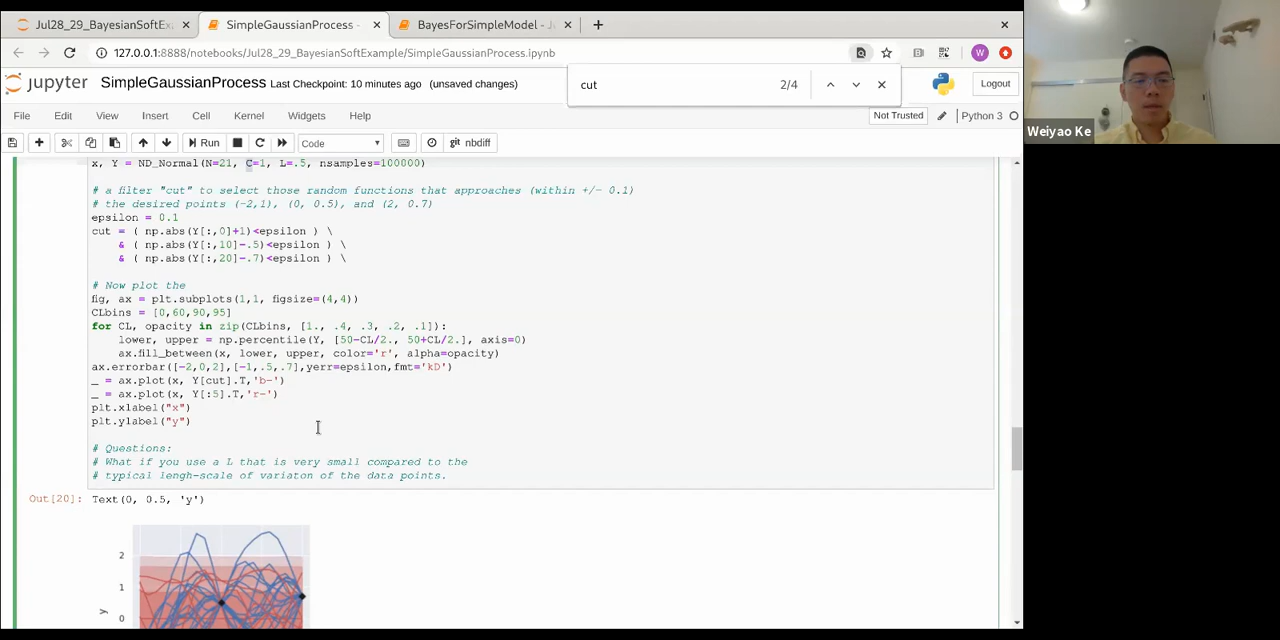 Jul28_29_BayesianSoftExa
SimpleGaussianProcess -
BayesForSimpleModel - J
127.0.0.1:8888/notebooks/Jul28_29_BayesianSoftExample/SimpleGaussianProcess.ipynb
W
cut
2/4
jupyter
SimpleGaussianProcess
Last Checkpoint: 10 minutes ago (unsaved changes)
Logout
File Edit View Insert Cell Kernel Widgets Help
Not Trusted
Python 3
Run
Code
git nbdiff
x, Y = ND_Normal(N=21, C=1, L=.5, nsamples=100000)
# a filter "cut" to select those random functions that approaches (within +/- 0.1)
# the desired points (-2,1), (0, 0.5), and (2, 0.7)
epsilon = 0.1
cut = ( np.abs(Y[:,0]+1)<epsilon ) \
& ( np.abs(Y[:,10]-.5)<epsilon ) \
& ( np.abs(Y[:,20]-.7)<epsilon ) \
# Now plot the
fig, ax = plt.subplots(1,1, figsize=(4,4))
CLbins = [0,60,90,95]
for CL, opacity in zip(CLbins, [1., .4, .3, .2, .1]):
lower, upper = np.percentile(Y, [50-CL/2., 50+CL/2.], axis=0)
ax.fill_between(x, lower, upper, color='r', alpha=opacity)
ax.errorbar([-2,0,2],[-1,.5,.7],yerr=epsilon,fmt='kD')
_ = ax.plot(x, Y[cut].T,'b-')
_ = ax.plot(x, Y[:5].T,'r-')
plt.xlabel("x")
plt.ylabel("y")
# Questions:
# What if you use a L that is very small compared to the
# typical lengh-scale of variaton of the data points.
Out[20]: Text(0, 0.5, 'y')
2
1
0
y
Weiyao Ke